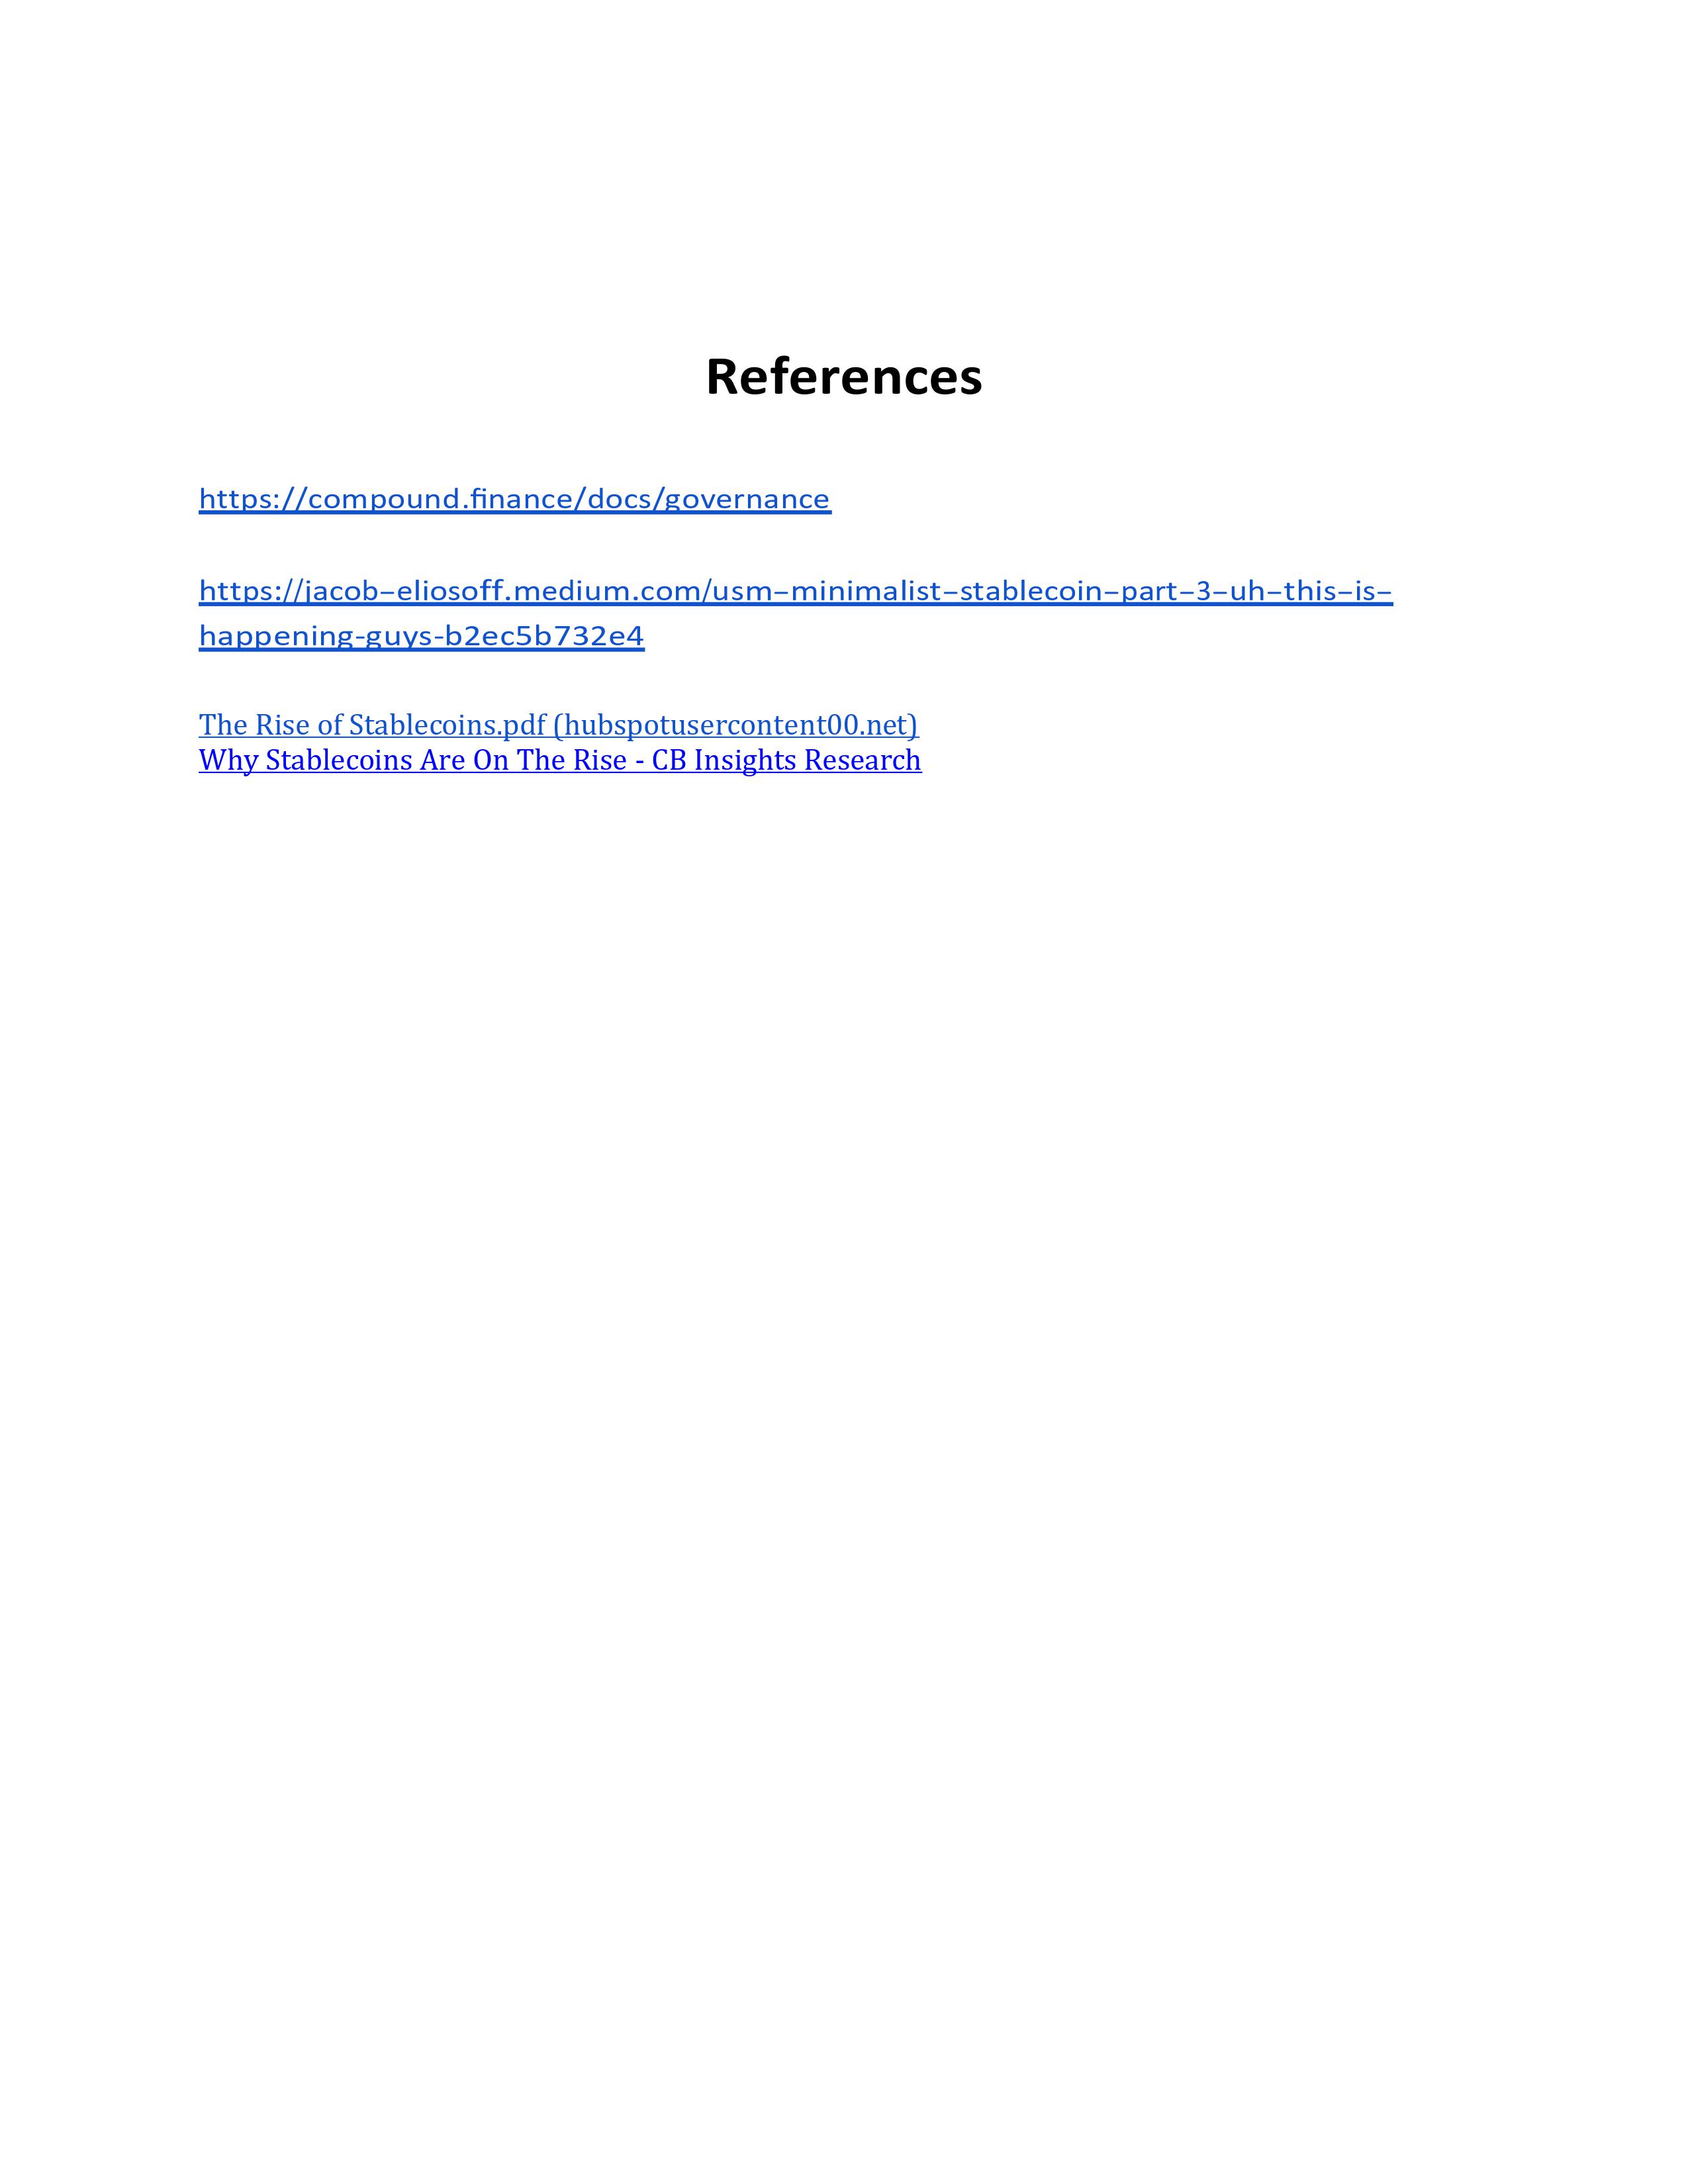 References
https://compound.finance/docs/governance
https://jacob–eliosoff.medium.com/usm–minimalist–stablecoin–part–3–uh–this–is–
happening-guys-b2ec5b732e4
The Rise of Stablecoins.pdf (hubspotusercontent00.net)
Why Stablecoins Are On The Rise - CB Insights Research